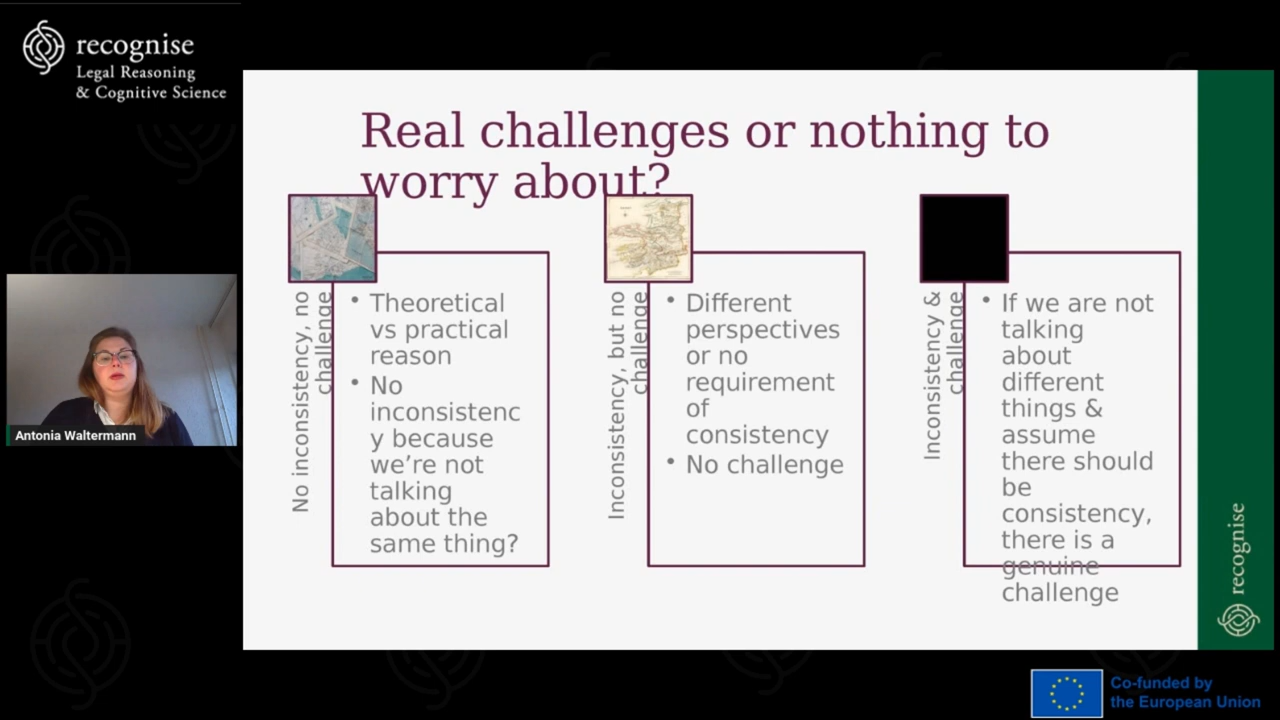 recognise
Legal Reasoning
& Cognitive Science
Real challenges or nothing to
worry about?
No inconsistency, no
challenge
• Theoretical
vs practical
reason
• No
inconsistenc
y because
we’re not
talking
about the
same thing?
Inconsistency, but no
challenge
• Different
perspectives
or no
requirement
of
consistency
• No challenge
Inconsistency &
challenge
• If we are not
talking
about
different
things &
assume
there should
be
consistency,
there is a
genuine
challenge
Antonia Waltermann
recognise
Co-funded by
the European Union